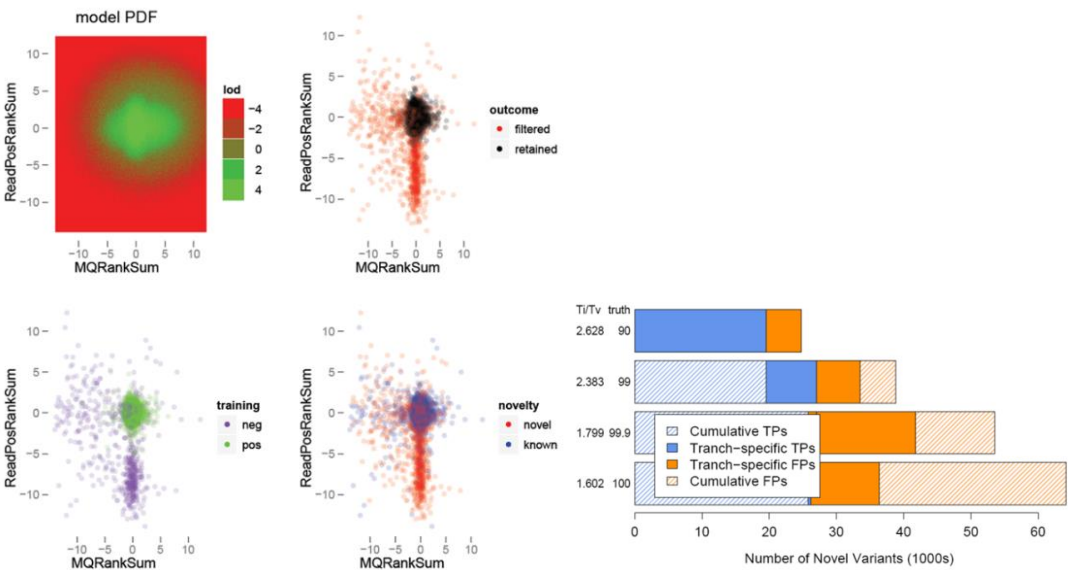 model PDF
ReadPosRankSum
10
5
0
−5
−10
−10 −5 0 5 10
MQRankSum
lod
−4
−2
0
2
4
ReadPosRankSum
10
5
0
−5
−10
−10 −5 0 5 10
MQRankSum
outcome
filtered
retained
ReadPosRankSum
10
5
0
−5
−10
−10 −5 0 5 10
MQRankSum
training
neg
pos
ReadPosRankSum
10
5
0
−5
−10
−10 −5 0 5 10
MQRankSum
novelty
novel
known
Ti/Tv truth
2.628 90
2.383 99
1.799 99.9
1.602 100
Cumulative TPs
Tranch−specific TPs
Tranch−specific FPs
Cumulative FPs
0 10 20 30 40 50 60
Number of Novel Variants (1000s)